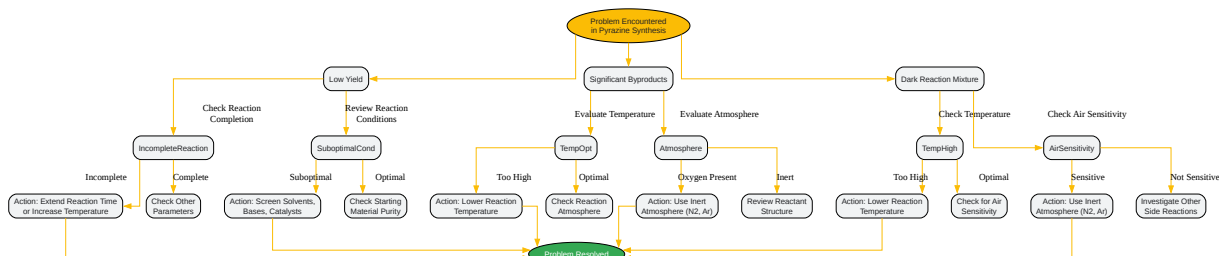 Problem Encountered
in Pyrazine Synthesis
Low Yield
Significant Byproducts
Dark Reaction Mixture
Check Reaction
Completion
Review Reaction
Conditions
Evaluate Temperature
Evaluate Atmosphere
Check Temperature
Check Air Sensitivity
IncompleteReaction
SuboptimalCond
TempOpt
Atmosphere
TempHigh
AirSensitivity
Incomplete
Complete
Suboptimal
Optimal
Too High
Optimal
Oxygen Present
Inert
Too High
Optimal
Sensitive
Not Sensitive
Action: Extend Reaction Time
or Increase Temperature
Check Other
Parameters
Action: Screen Solvents,
Bases, Catalysts
Check Starting
Material Purity
Action: Lower Reaction
Temperature
Check Reaction
Atmosphere
Action: Use Inert
Atmosphere (N2, Ar)
Review Reactant
Structure
Action: Lower Reaction
Temperature
Check for Air
Sensitivity
Action: Use Inert
Atmosphere (N2, Ar)
Investigate Other
Side Reactions
Problem Resolved